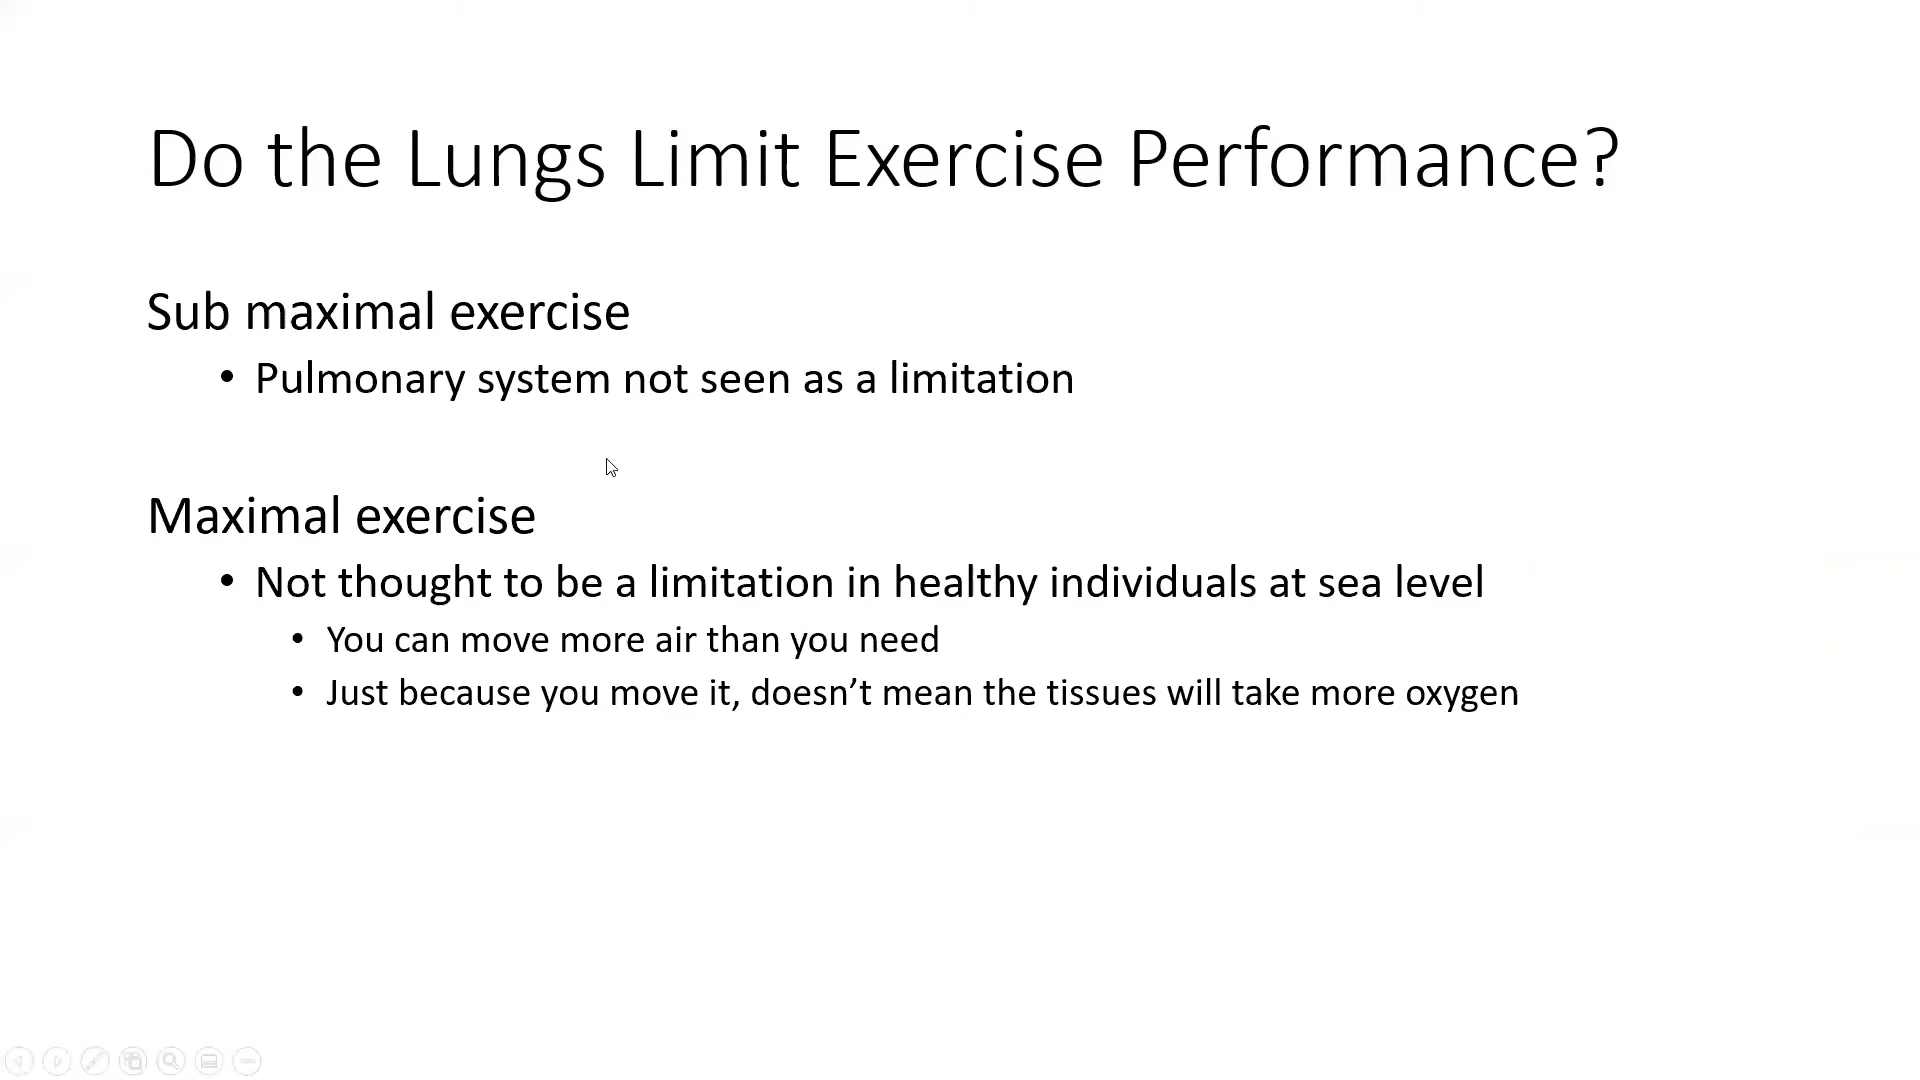 Do the Lungs Limit Exercise Performance?
Sub maximal exercise
• Pulmonary system not seen as a limitation
Maximal exercise
• Not thought to be a limitation in healthy individuals at sea level
• You can move more air than you need
• Just because you move it, doesn’t mean the tissues will take more oxygen